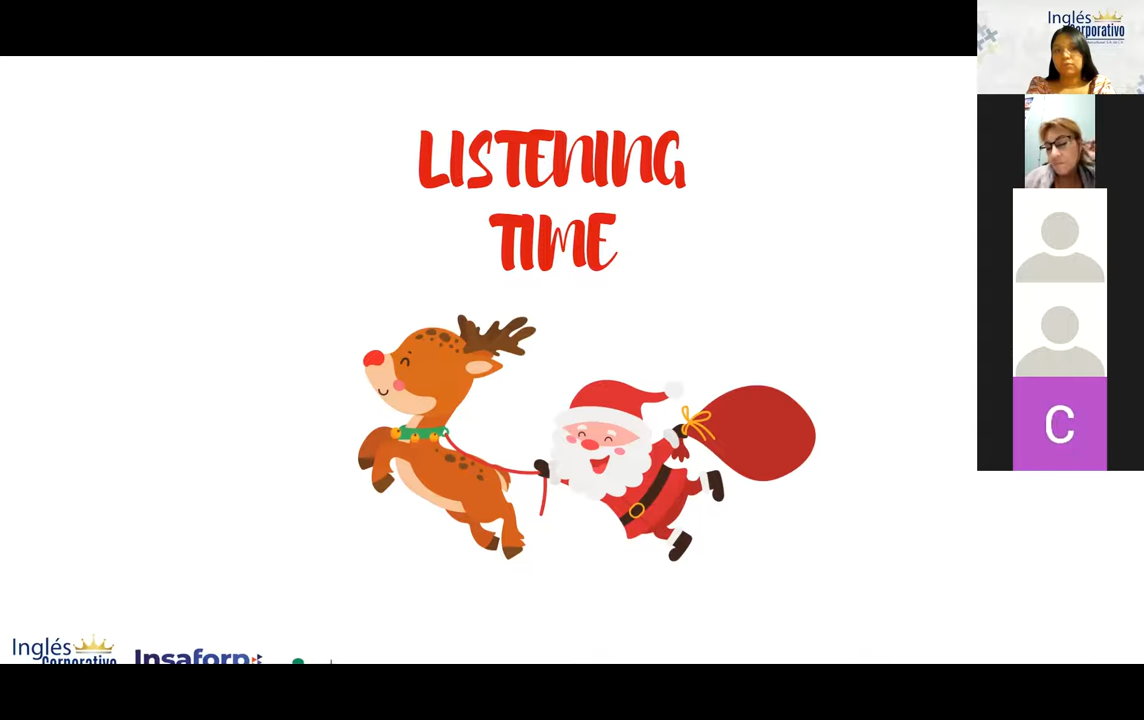 LISTENING
TIME
Inglés
Corporativo
Insaforp
Inglés
Corporativo
C